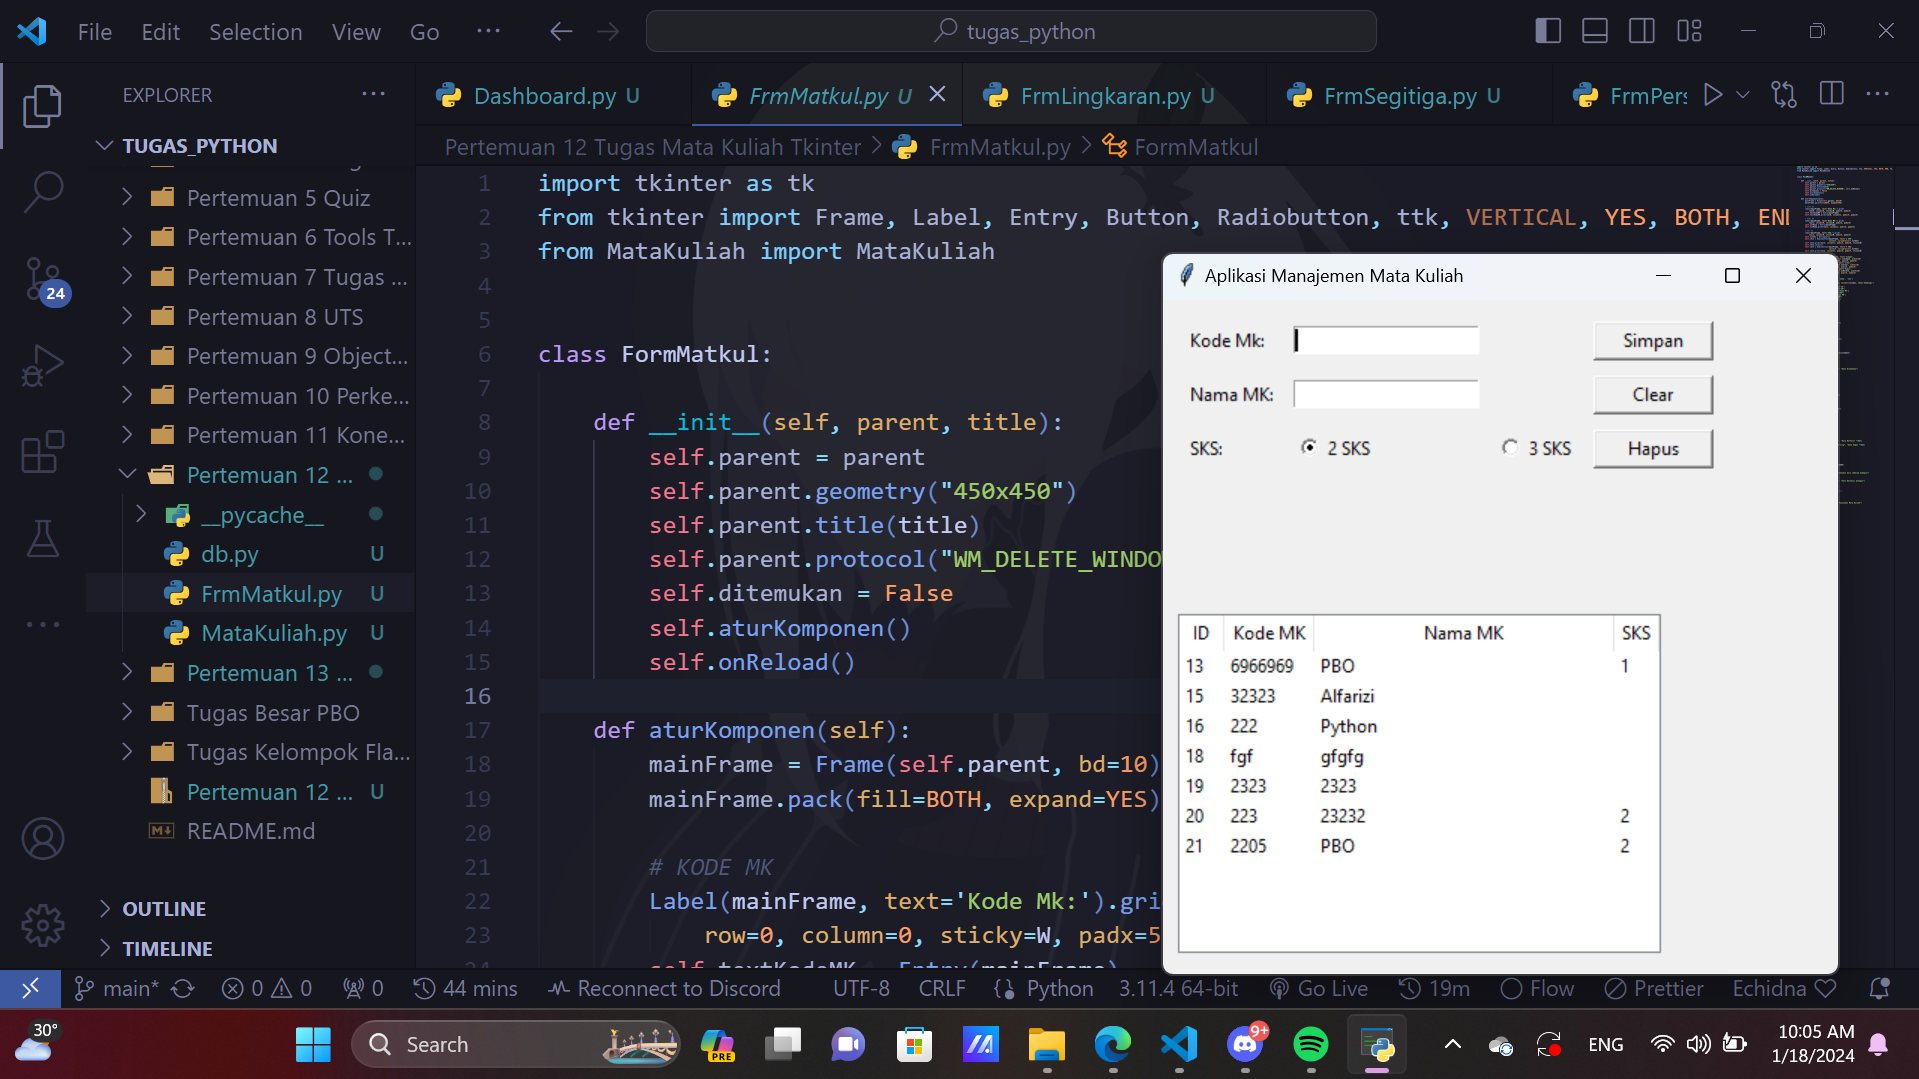 File Edit Selection View Go ··· tugas_python
EXPLORER ···
TUGAS_PYTHON
Pertemuan 5 Quiz
Pertemuan 6 Tools T...
Pertemuan 7 Tugas ...
Pertemuan 8 UTS
Pertemuan 9 Object...
Pertemuan 10 Perke...
Pertemuan 11 Kone...
Pertemuan 12 ...
__pycache__
db.py U
FrmMatkul.py U
MataKuliah.py U
Pertemuan 13 ...
Tugas Besar PBO
Tugas Kelompok Fla...
Pertemuan 12 ... U
README.md
OUTLINE
TIMELINE
24
Dashboard.py U FrmMatkul.py U FrmLingkaran.py U FrmSegitiga.py U FrmPers
Pertemuan 12 Tugas Mata Kuliah Tkinter > FrmMatkul.py > FormMatkul
1 import tkinter as tk
2 from tkinter import Frame, Label, Entry, Button, Radiobutton, ttk, VERTICAL, YES, BOTH, END
3 from MataKuliah import MataKuliah
4
5
6 class FormMatkul:
7
8 def __init__(self, parent, title):
9 self.parent = parent
10 self.parent.geometry("450x450")
11 self.parent.title(title)
12 self.parent.protocol("WM_DELETE_WINDO
13 self.ditemukan = False
14 self.aturKomponen()
15 self.onReload()
16
17 def aturKomponen(self):
18 mainFrame = Frame(self.parent, bd=10)
19 mainFrame.pack(fill=BOTH, expand=YES)
20
21 # KODE MK
22 Label(mainFrame, text='Kode Mk:').gri
23 row=0, column=0, sticky=W, padx=5
24 self.textKodeMK = Entry(mainFrame)
Aplikasi Manajemen Mata Kuliah
Kode Mk: Simpan
Nama MK: Clear
SKS: 2 SKS 3 SKS Hapus
ID Kode MK Nama MK SKS
13 6966969 PBO 1
15 32323 Alfarizi
16 222 Python
18 fgf gfgfg
19 2323 2323
20 223 23232 2
21 2205 PBO 2
main* 0 0 0 44 mins Reconnect to Discord UTF-8 CRLF Python 3.11.4 64-bit Go Live 19m Flow Prettier Echidna
30° Search PRE 9+ ENG 10:05 AM
1/18/2024